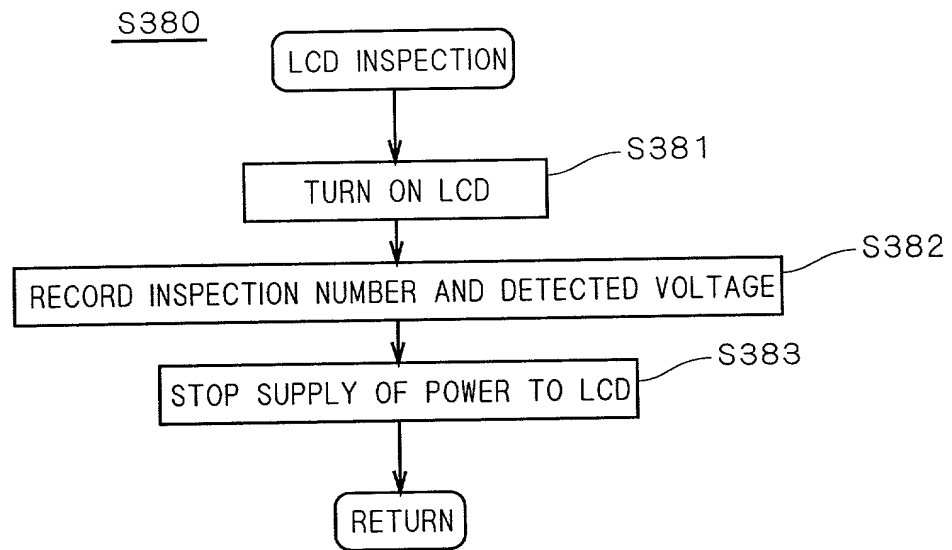 S380
LCD INSPECTION
S381
TURN ON LCD
S382
RECORD INSPECTION NUMBER AND DETECTED VOLTAGE
S383
STOP SUPPLY OF POWER TO LCD
RETURN